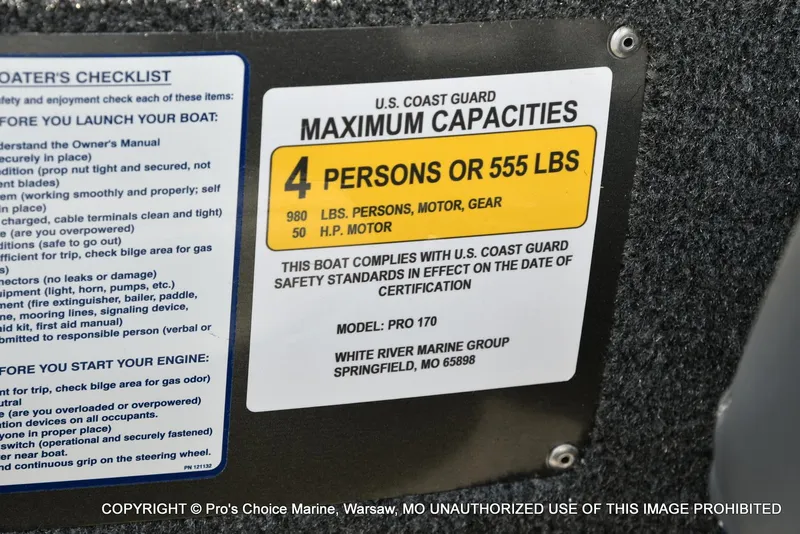 OATER'S CHECKLIST
fety and enjoyment check each of these items:
FORE YOU LAUNCH YOUR BOAT:
derstand the Owner's Manual
ecurely in place)
dition (prop nut tight and secured, not
ent blades)
em (working smoothly and properly; self
in place)
charged, cable terminals clean and tight)
e (are you overpowered)
ditions (safe to go out)
fficient for trip, check bilge area for gas
s)
nectors (no leaks or damage)
uipment (light, horn, pumps, etc.)
ment (fire extinguisher, bailer, paddle,
ne, mooring lines, signaling device,
aid kit, first aid manual)
bmitted to responsible person (verbal or
FORE YOU START YOUR ENGINE:
nt for trip, check bilge area for gas odor)
utral
e (are you overloaded or overpowered)
ation devices on all occupants.
yone in proper place)
switch (operational and securely fastened)
er near boat.
nd continuous grip on the steering wheel.
PN 121132
U.S. COAST GUARD
MAXIMUM CAPACITIES
4 PERSONS OR 555 LBS
980 LBS. PERSONS, MOTOR, GEAR
50 H.P. MOTOR
THIS BOAT COMPLIES WITH U.S. COAST GUARD
SAFETY STANDARDS IN EFFECT ON THE DATE OF
CERTIFICATION
MODEL: PRO 170
WHITE RIVER MARINE GROUP
SPRINGFIELD, MO 65898
COPYRIGHT © Pro's Choice Marine, Warsaw, MO UNAUTHORIZED USE OF THIS IMAGE PROHIBITED